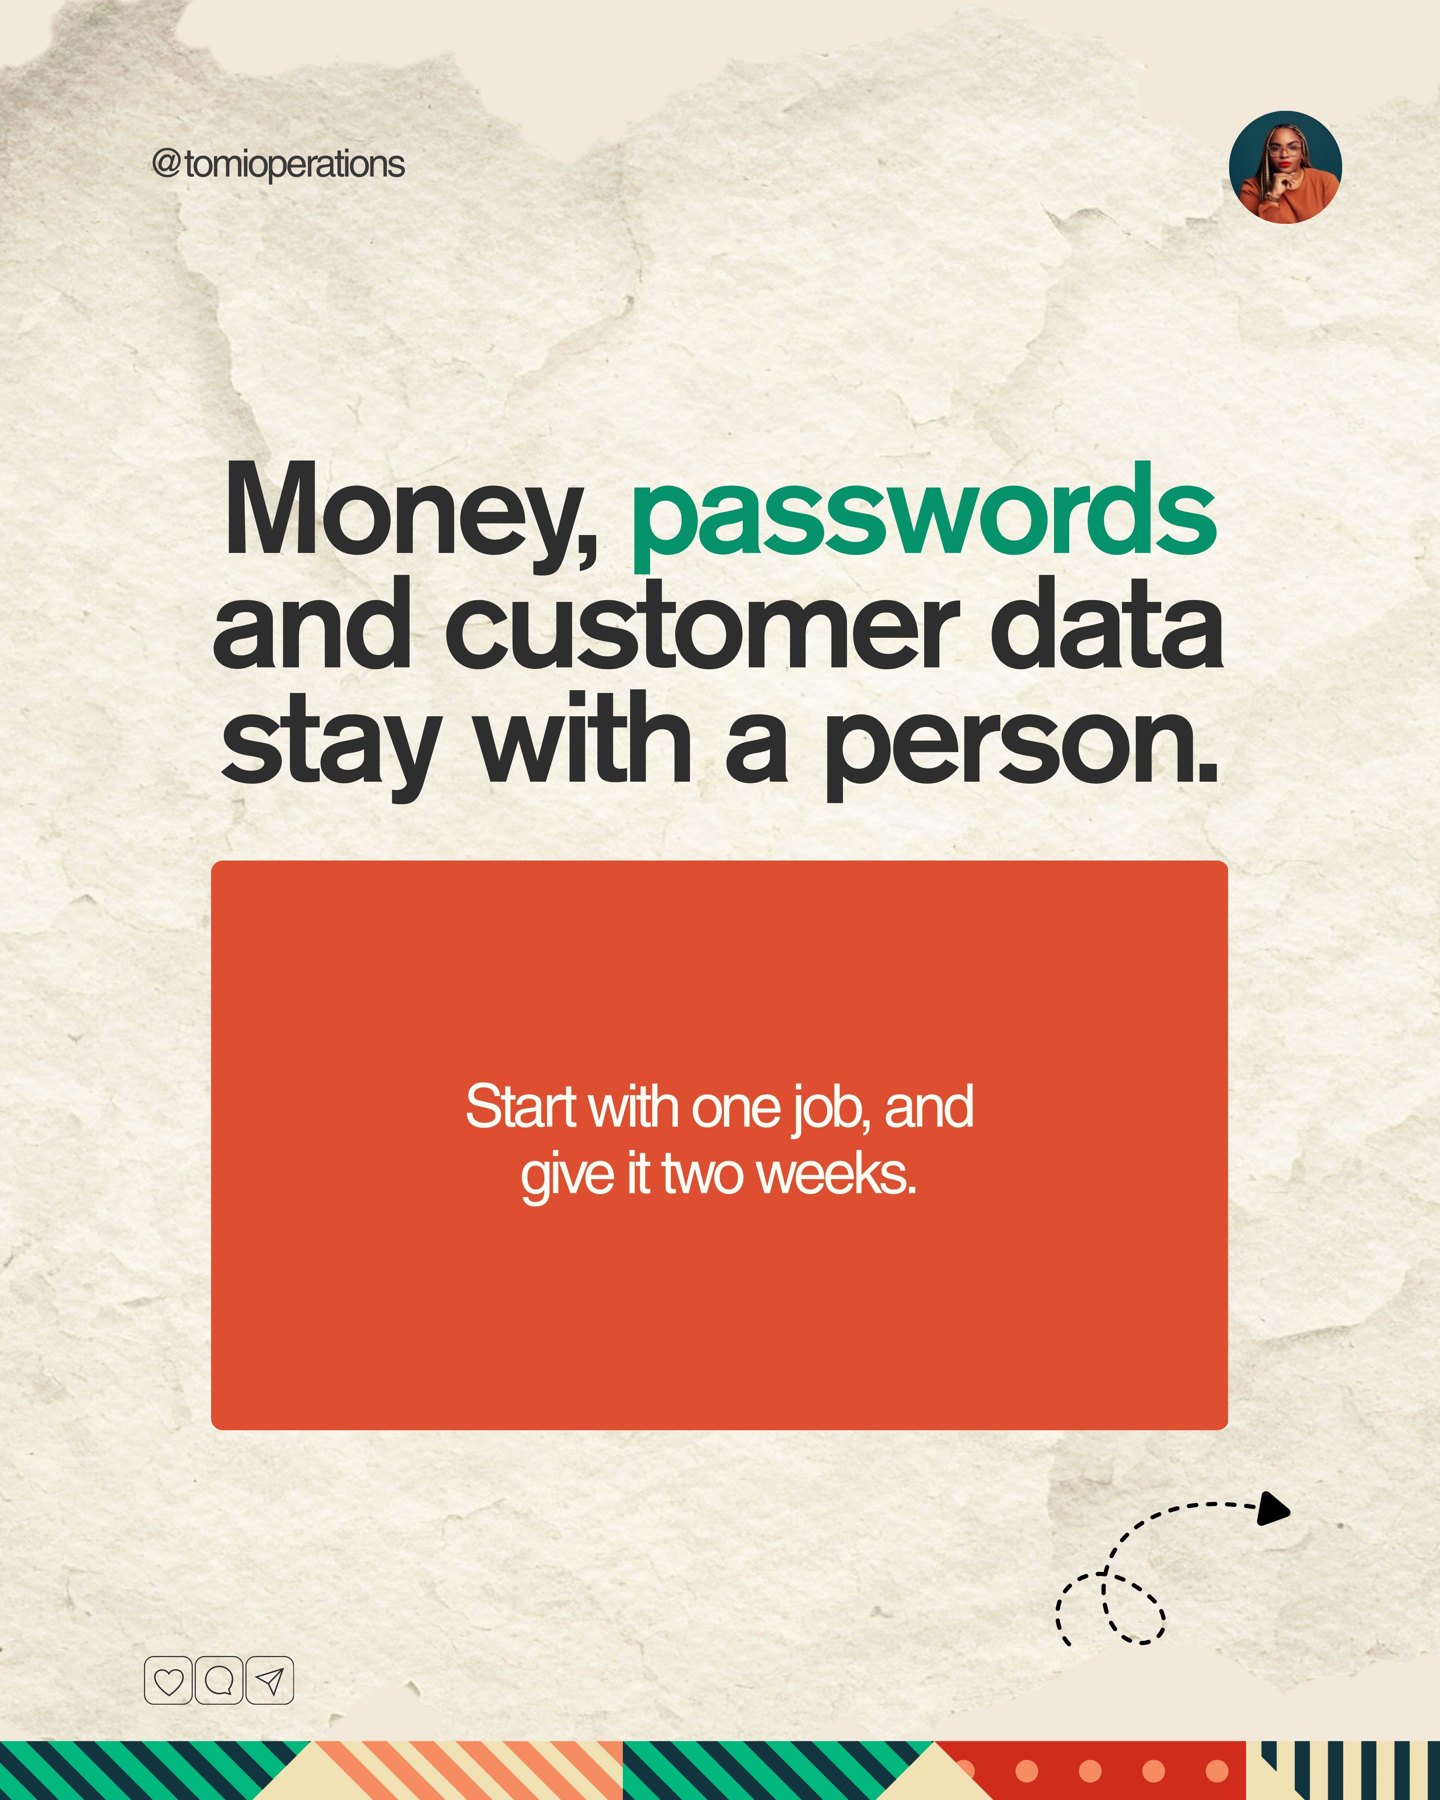 @tomioperations
Money, passwords
and customer data
stay with a person.
Start with one job, and
give it two weeks.